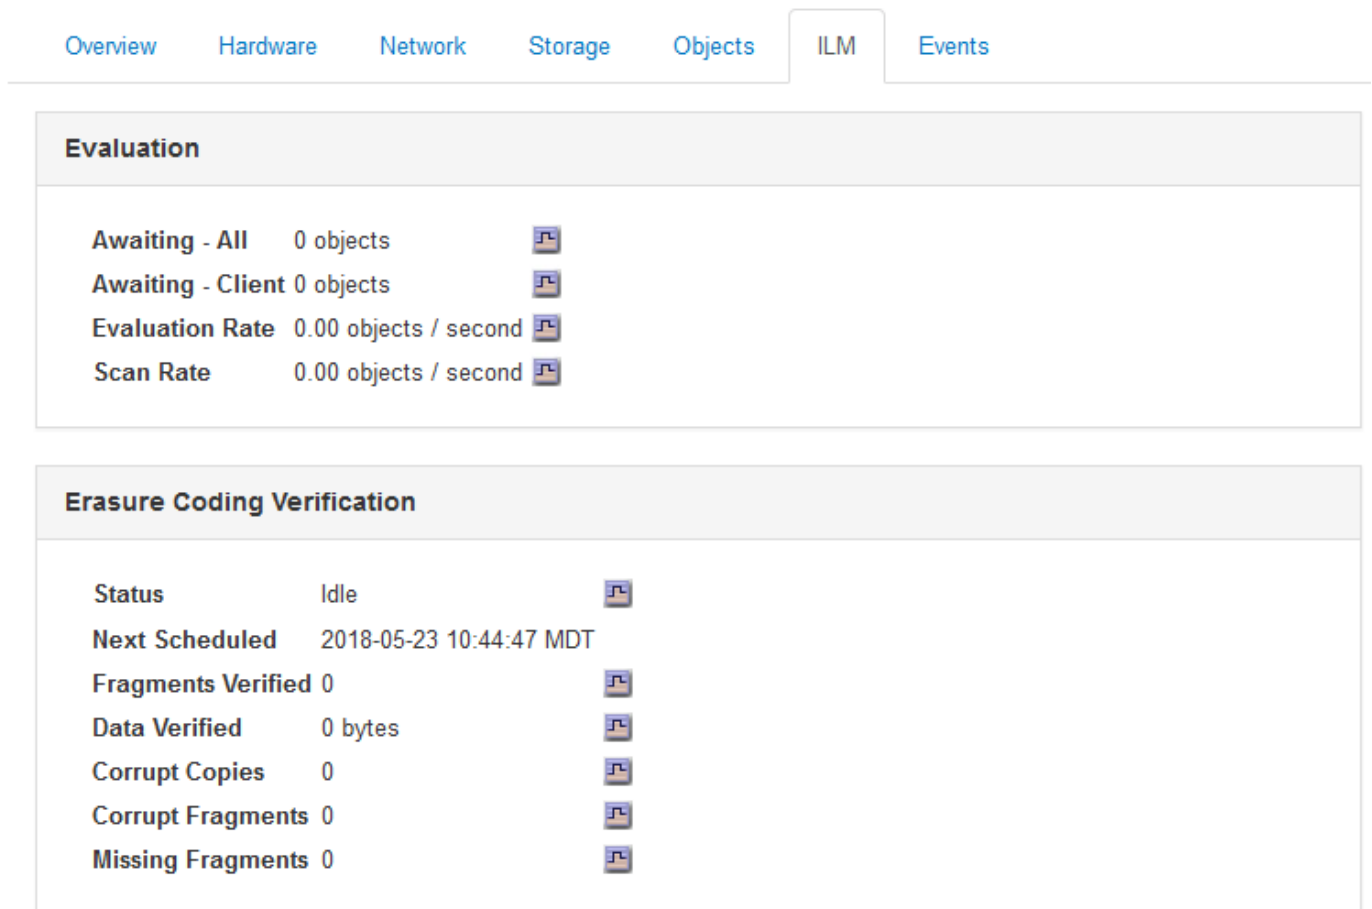 Overview Hardware Network Storage Objects ILM Events
Evaluation
Awaiting - All 0 objects
Awaiting - Client 0 objects
Evaluation Rate 0.00 objects / second
Scan Rate 0.00 objects / second
Erasure Coding Verification
Status Idle
Next Scheduled 2018-05-23 10:44:47 MDT
Fragments Verified 0
Data Verified 0 bytes
Corrupt Copies 0
Corrupt Fragments 0
Missing Fragments 0